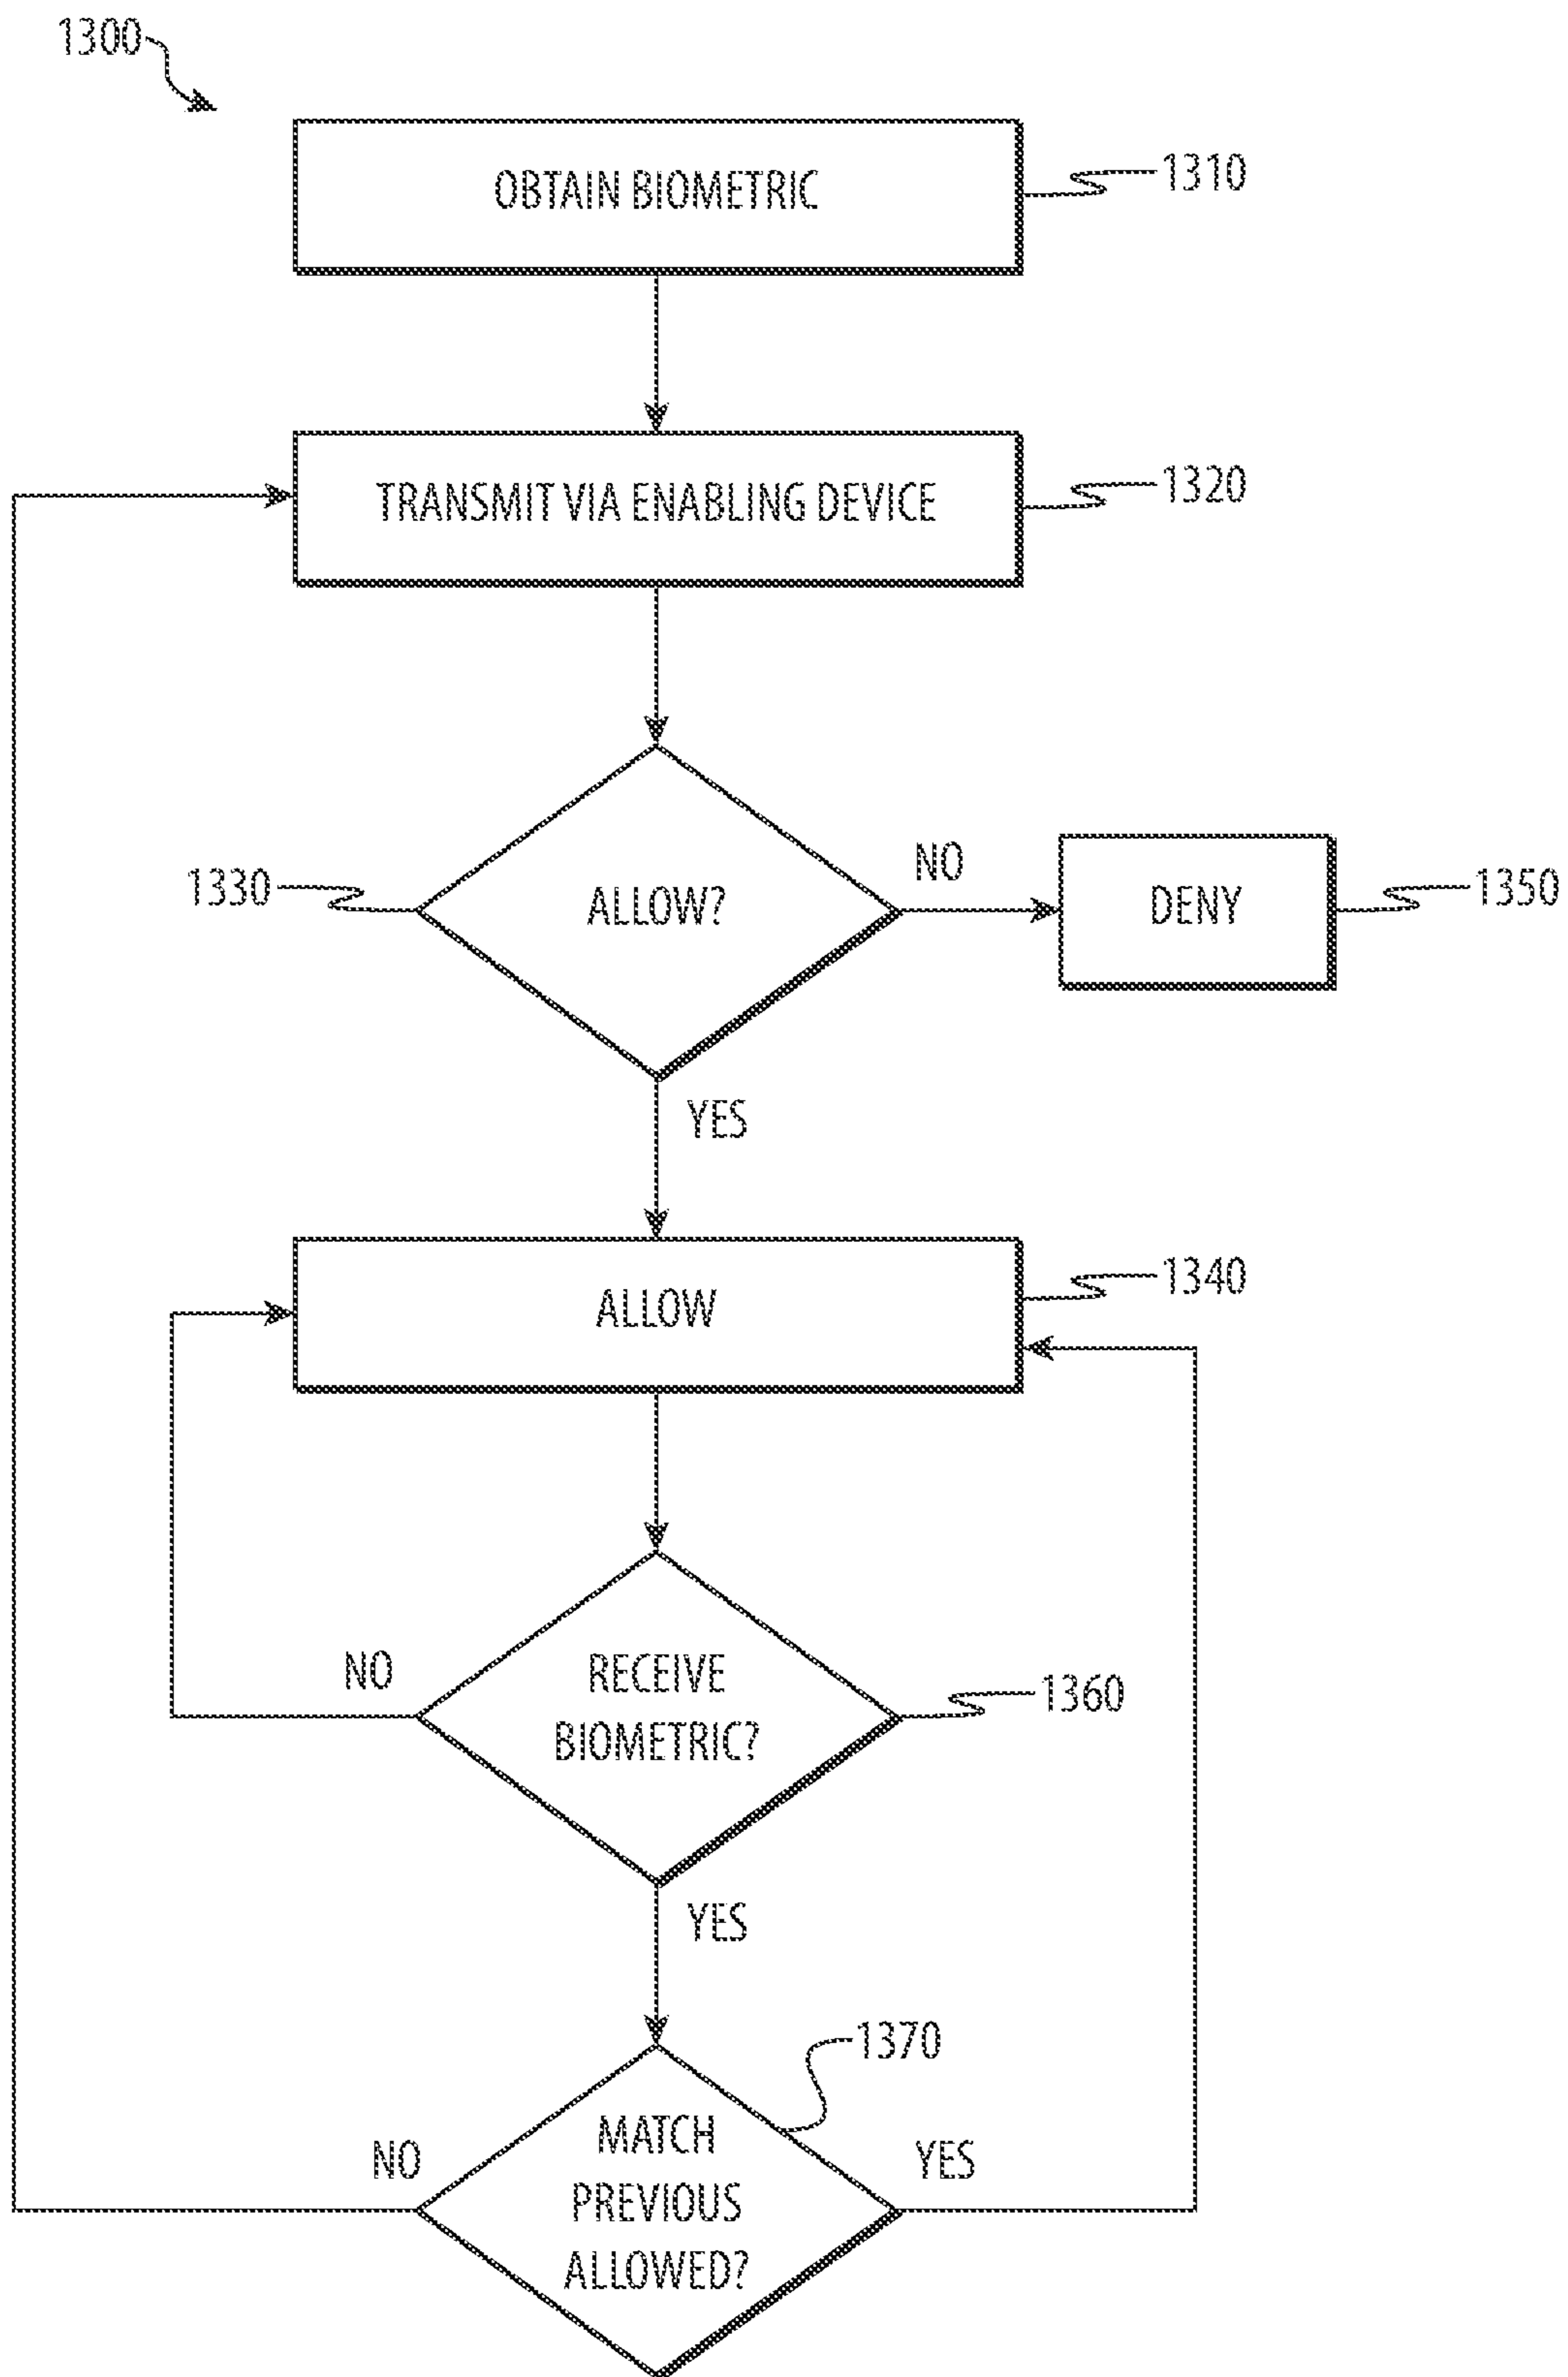 1300
OBTAIN BIOMETRIC
1310
TRANSMIT VIA ENABLING DEVICE
1320
1330
ALLOW?
NO
DENY
1350
YES
ALLOW
1340
NO
RECEIVE
BIOMETRIC?
1360
YES
1370
NO
MATCH
PREVIOUS
ALLOWED?
YES